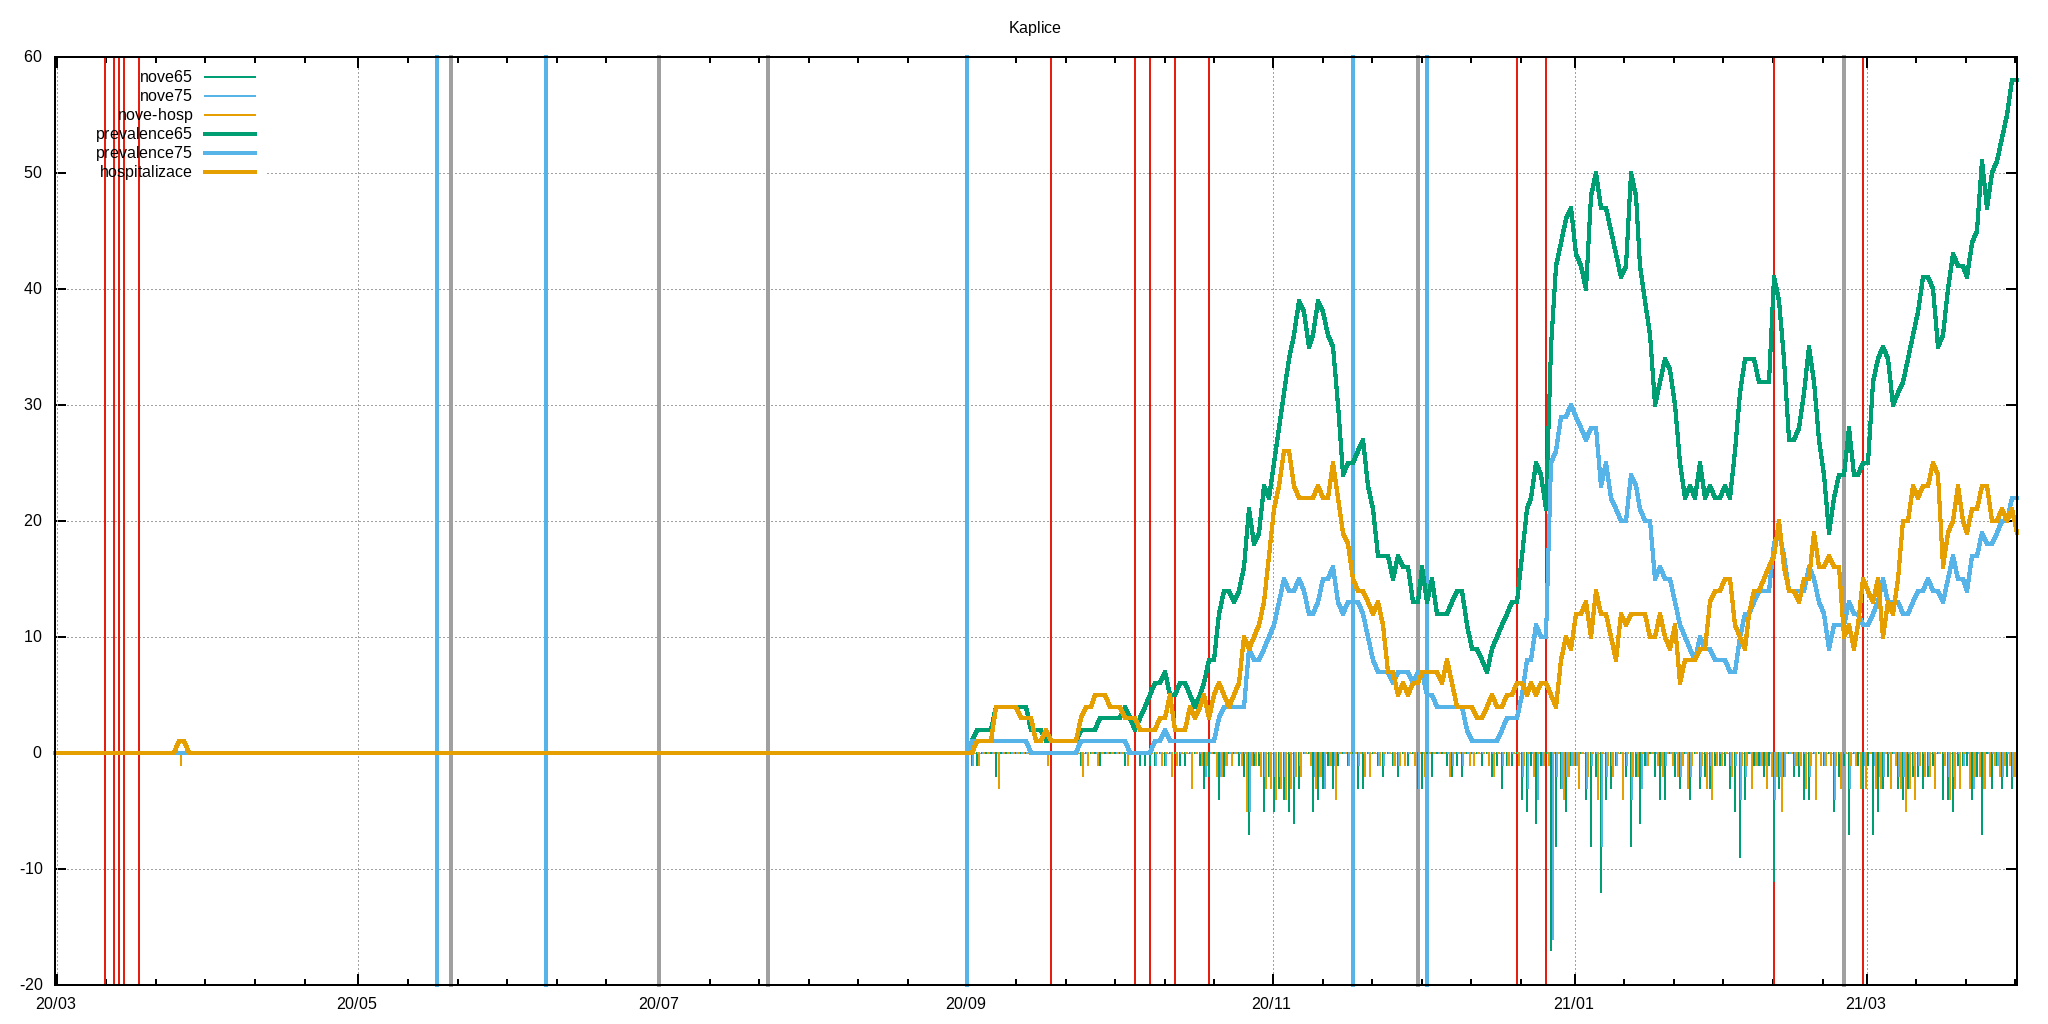 Kaplice
60
nove65
nove75
nove-hosp
prevalence65
prevalence75
hospitalizace
50
40
30
20
10
0
-10
-20
20/03 20/05 20/07 20/09 20/11 21/01 21/03